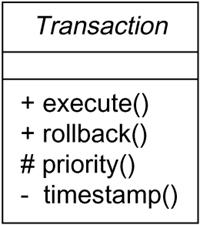 Transaction
+ execute()
+ rollback()
# priority()
- timestamp()